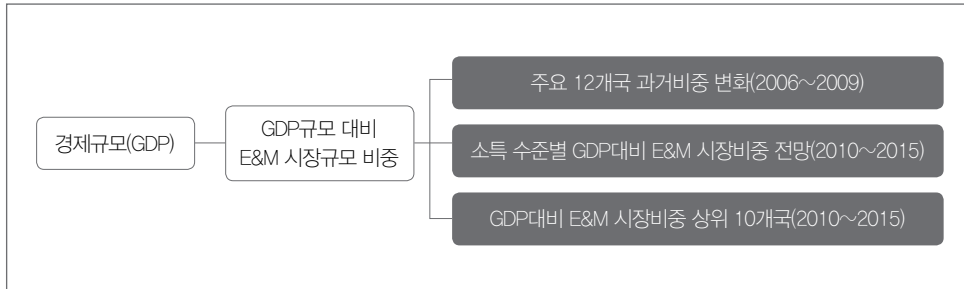 경제규모(GDP)
GDP규모 대비
E&M 시장규모 비중
주요 12개국 과거비중 변화(2006～2009)
소특 수준별 GDP대비 E&M 시장비중 전망(2010～2015)
GDP대비 E&M 시장비중 상위 10개국(2010～2015)